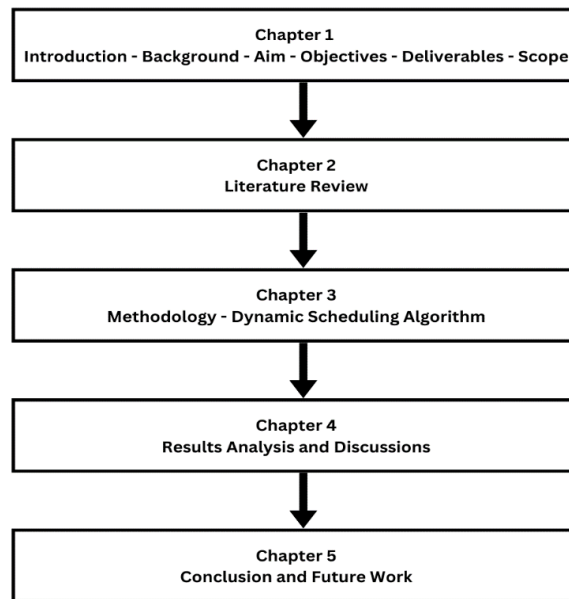 Chapter 1
Introduction - Background - Aim - Objectives - Deliverables - Scope
Chapter 2
Literature Review
Chapter 3
Methodology - Dynamic Scheduling Algorithm
Chapter 4
Results Analysis and Discussions
Chapter 5
Conclusion and Future Work